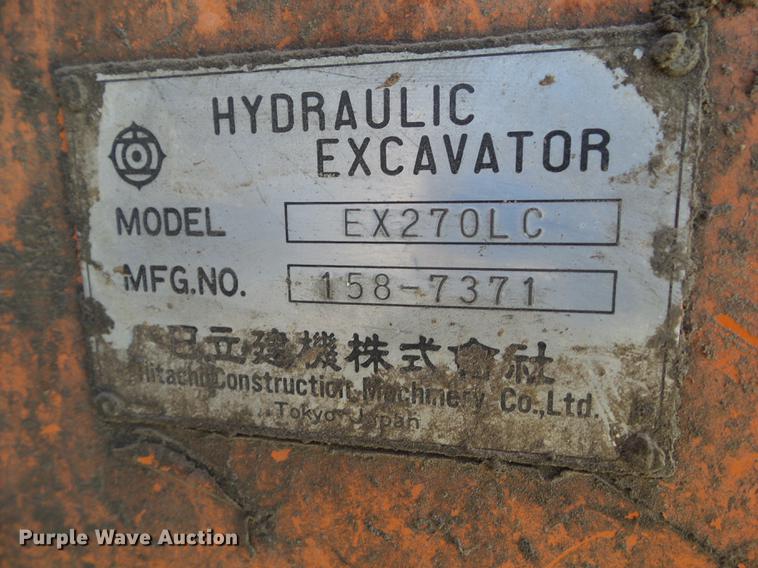 HYDRAULIC
EXCAVATOR
MODEL EX270LC
MFG.NO. 158-7371
日立建機株式會社
Hitachi Construction Machinery Co.,Ltd.
Tokyo Japan
Purple Wave Auction